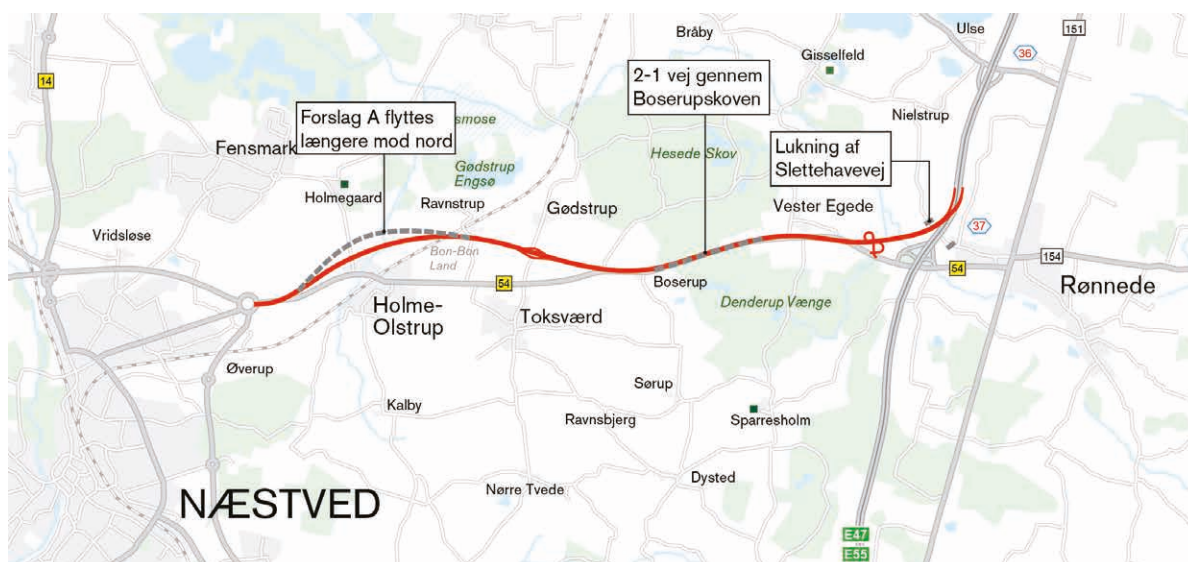 Bråby
Ulse
151
Gisselfeld
36
14
2-1 vej gennem
Boserupskoven
Forslag A flyttes
længere mod nord
smose
Nielstrup
Fensmark
Lukning af
Slettehavevej
Hesede Skov
Gødstrup
Engsø
Holmegaard
Ravnstrup
Gødstrup
Vester Egede
37
Vridsløse
Bon-Bon
Land
154
54
Boserup
54
Rønnede
Holme-
Olstrup
Denderup Vænge
Toksværd
Øverup
Sørup
Kalby
Ravnsbjerg
Sparresholm
Dysted
Nørre Tvede
NÆSTVED
E47
E55